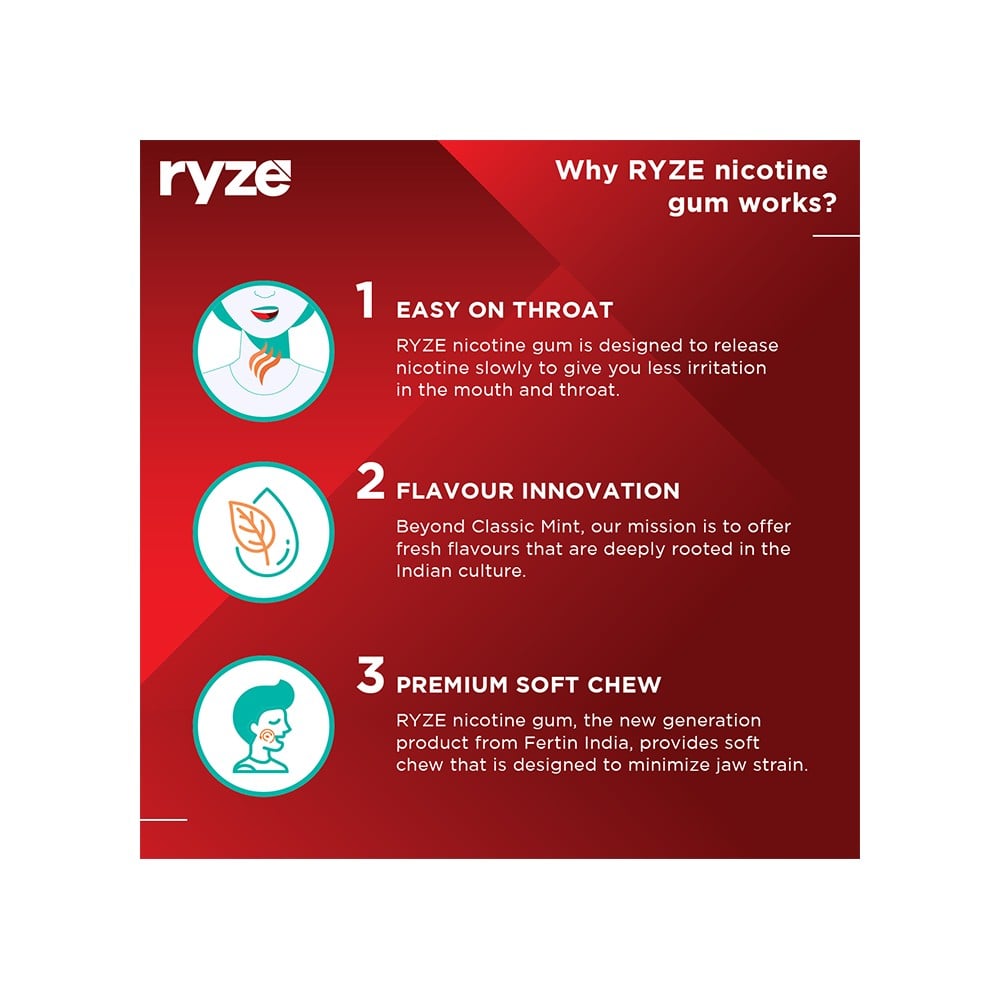 ryze
Why RYZE nicotine
gum works?
1 EASY ON THROAT
RYZE nicotine gum is designed to release
nicotine slowly to give you less irritation
in the mouth and throat.
2 FLAVOUR INNOVATION
Beyond Classic Mint, our mission is to offer
fresh flavours that are deeply rooted in the
Indian culture.
3 PREMIUM SOFT CHEW
RYZE nicotine gum, the new generation
product from Fertin India, provides soft
chew that is designed to minimize jaw strain.